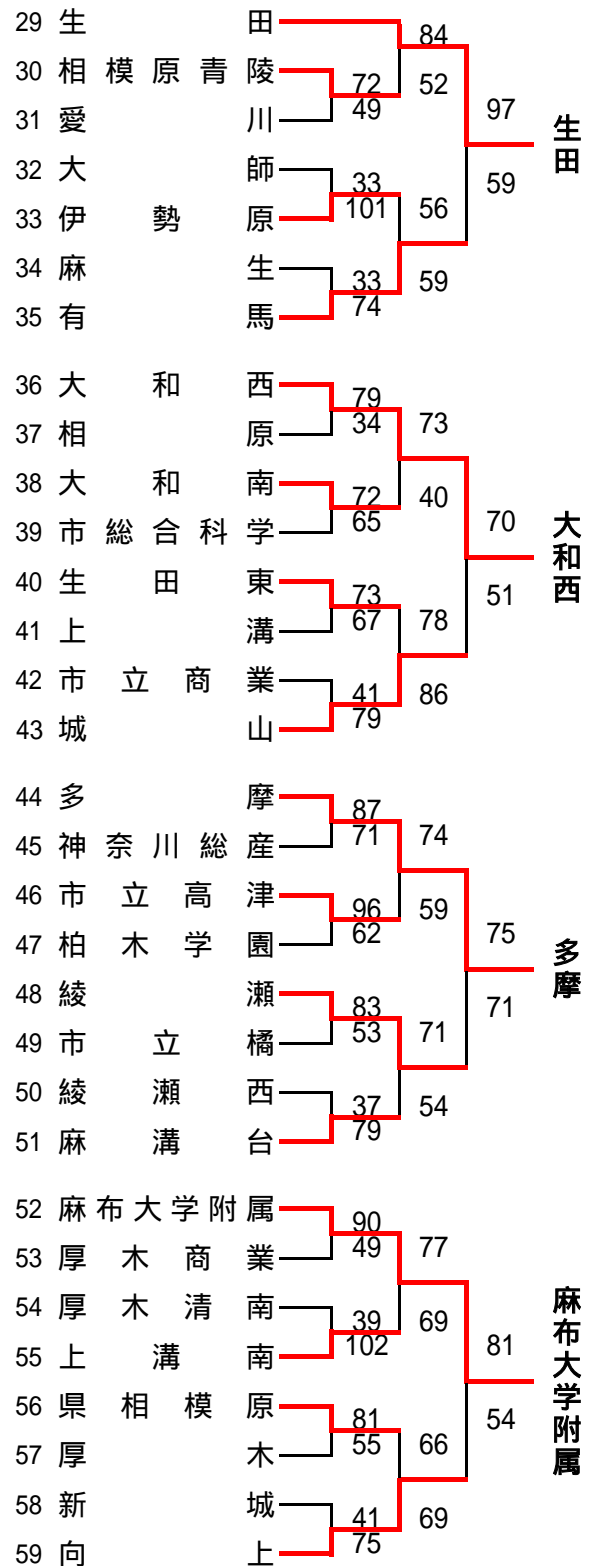 29 生田
84
30 相模原青陵
72
52
31 愛川
49
97
生田
32 大師
33
59
33 伊勢原
101
56
34 麻生
33
59
35 有馬
74
36 大和西
79
37 相原
34
73
38 大和南
72
40
39 市総合科学
65
70
大和西
40 生田東
73
51
41 上溝
67
78
42 市立商業
41
86
43 城山
79
44 多摩
87
45 神奈川総産
71
74
46 市立高津
96
59
47 柏木学園
62
75
多摩
48 綾瀬
83
71
49 市立橘
53
71
50 綾瀬西
37
54
51 麻溝台
79
52 麻布大学附属
90
53 厚木商業
49
77
54 厚木清南
39
69
55 上溝南
102
81
麻布大学附属
56 県相模原
81
54
57 厚木
55
66
58 新城
41
69
59 向上
75